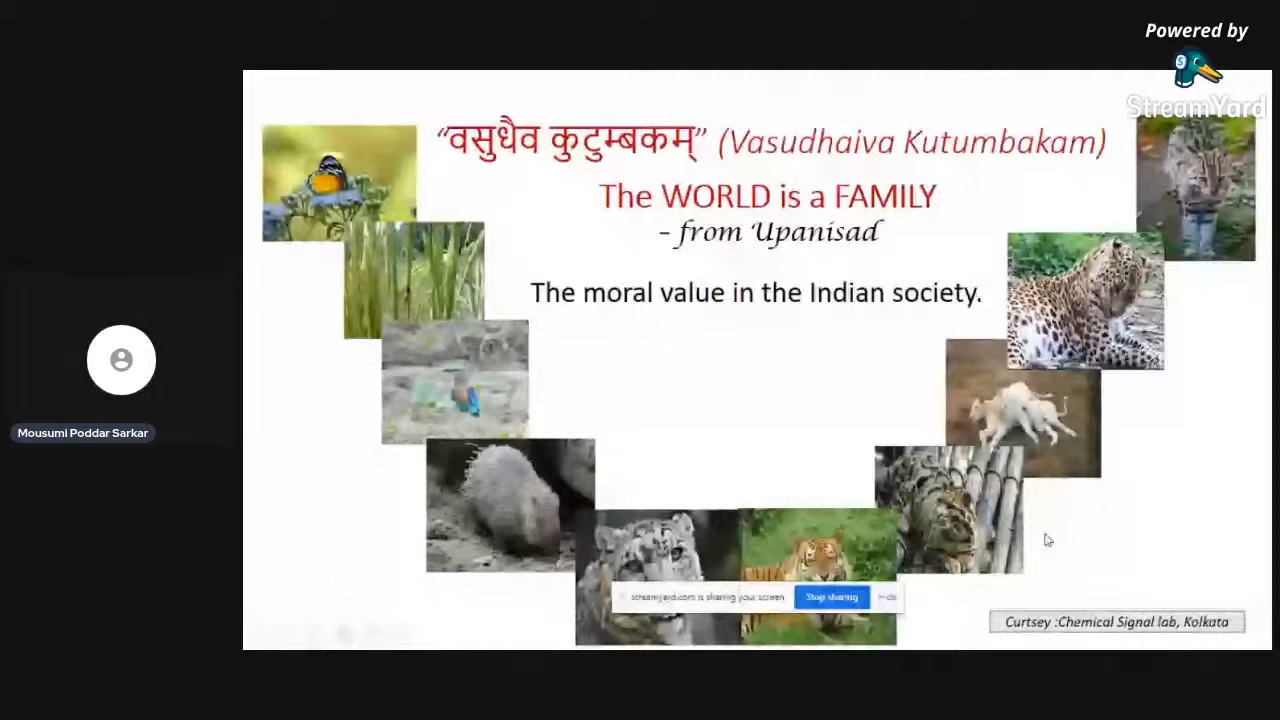 Powered by
StreamYard
“वसुधैव कुटुम्बकम्” (Vasudhaiva Kutumbakam)
The WORLD is a FAMILY
– from Upanisad
The moral value in the Indian society.
Mousumi Poddar Sarkar
streamyard.com is sharing your screen
Stop sharing
Curtsey :Chemical Signal lab, Kolkata